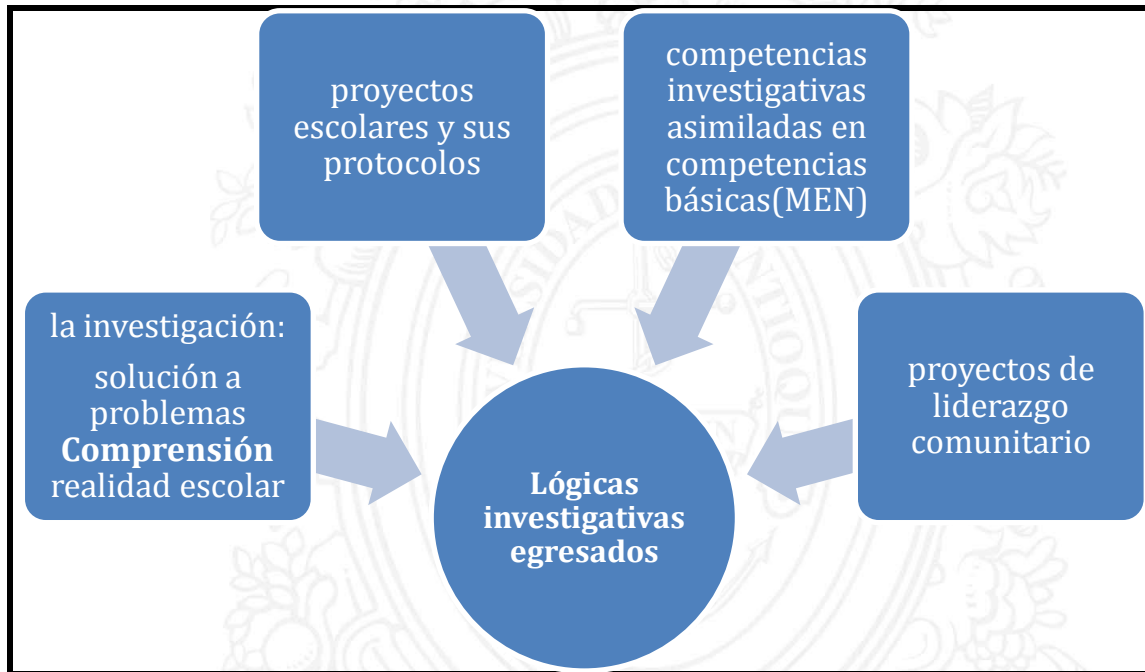 proyectos
escolares y sus
protocolos
competencias
investigativas
asimiladas en
competencias
básicas(MEN)
la investigación:
solución a
problemas
Comprensión
realidad escolar
proyectos de
liderazgo
comunitario
Lógicas
investigativas
egresados